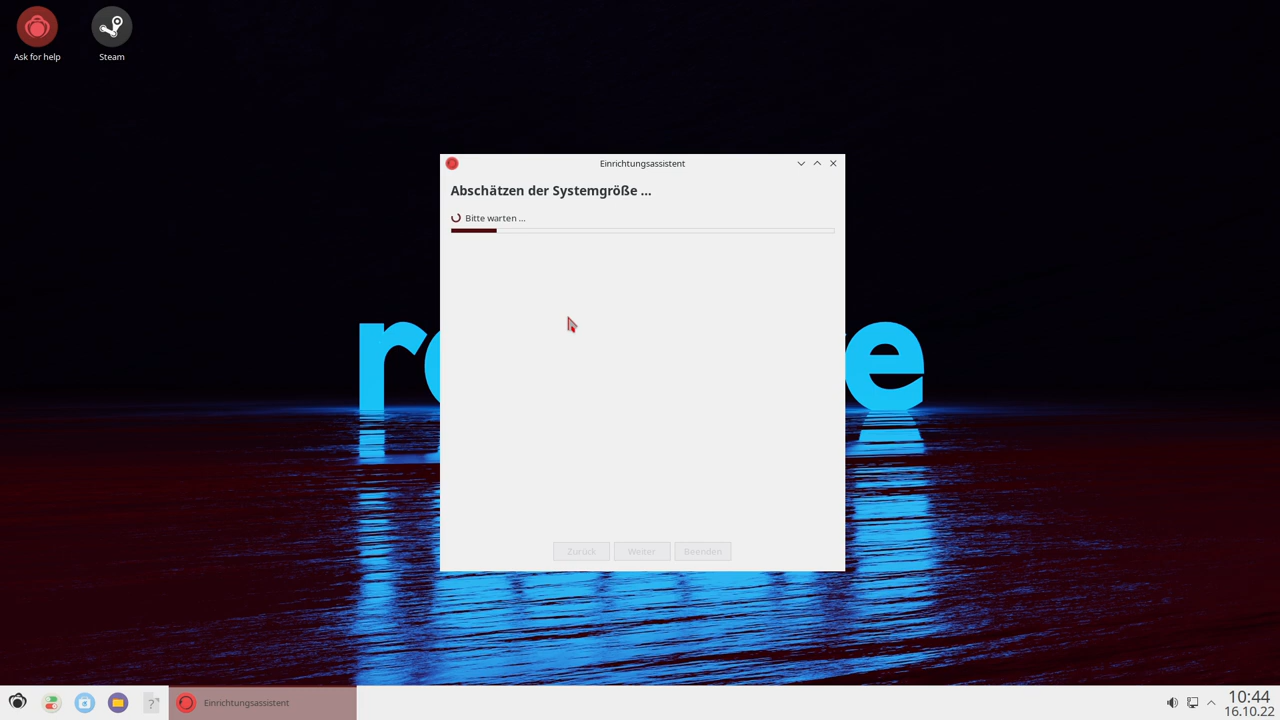 Ask for help
Steam
Einrichtungsassistent
Abschätzen der Systemgröße ...
Bitte warten ...
Zurück
Weiter
Beenden
Einrichtungsassistent
10:44
16.10.22